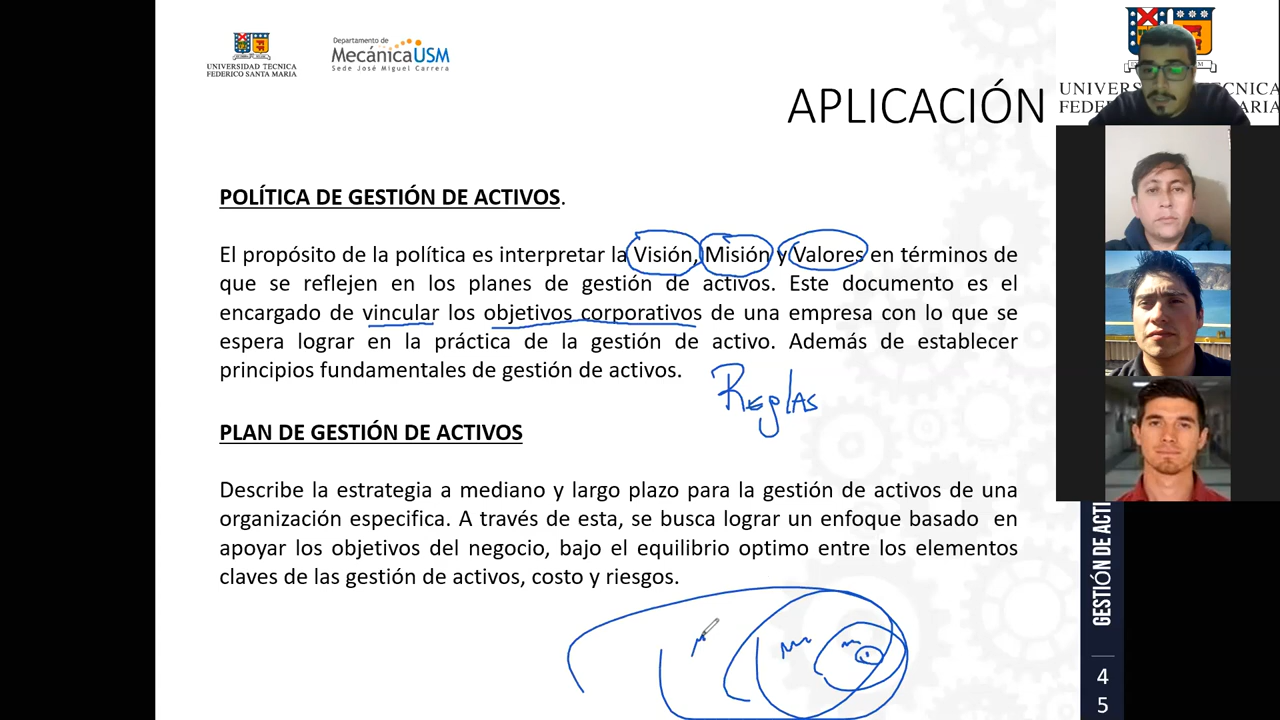 UNIVERSIDAD TECNICA
FEDERICO SANTA MARIA
Departamento de
MecánicaUSM
Sede José Miguel Carrera
APLICACIÓN
POLÍTICA DE GESTIÓN DE ACTIVOS.
El propósito de la política es interpretar la Visión, Misión y Valores en términos de
que se reflejen en los planes de gestión de activos. Este documento es el
encargado de vincular los objetivos corporativos de una empresa con lo que se
espera lograr en la práctica de la gestión de activo. Además de establecer
principios fundamentales de gestión de activos.
Reglas
PLAN DE GESTIÓN DE ACTIVOS
Describe la estrategia a mediano y largo plazo para la gestión de activos de una
organización especifica. A través de esta, se busca lograr un enfoque basado en
apoyar los objetivos del negocio, bajo el equilibrio optimo entre los elementos
claves de las gestión de activos, costo y riesgos.
GESTIÓN DE ACTI
4
5